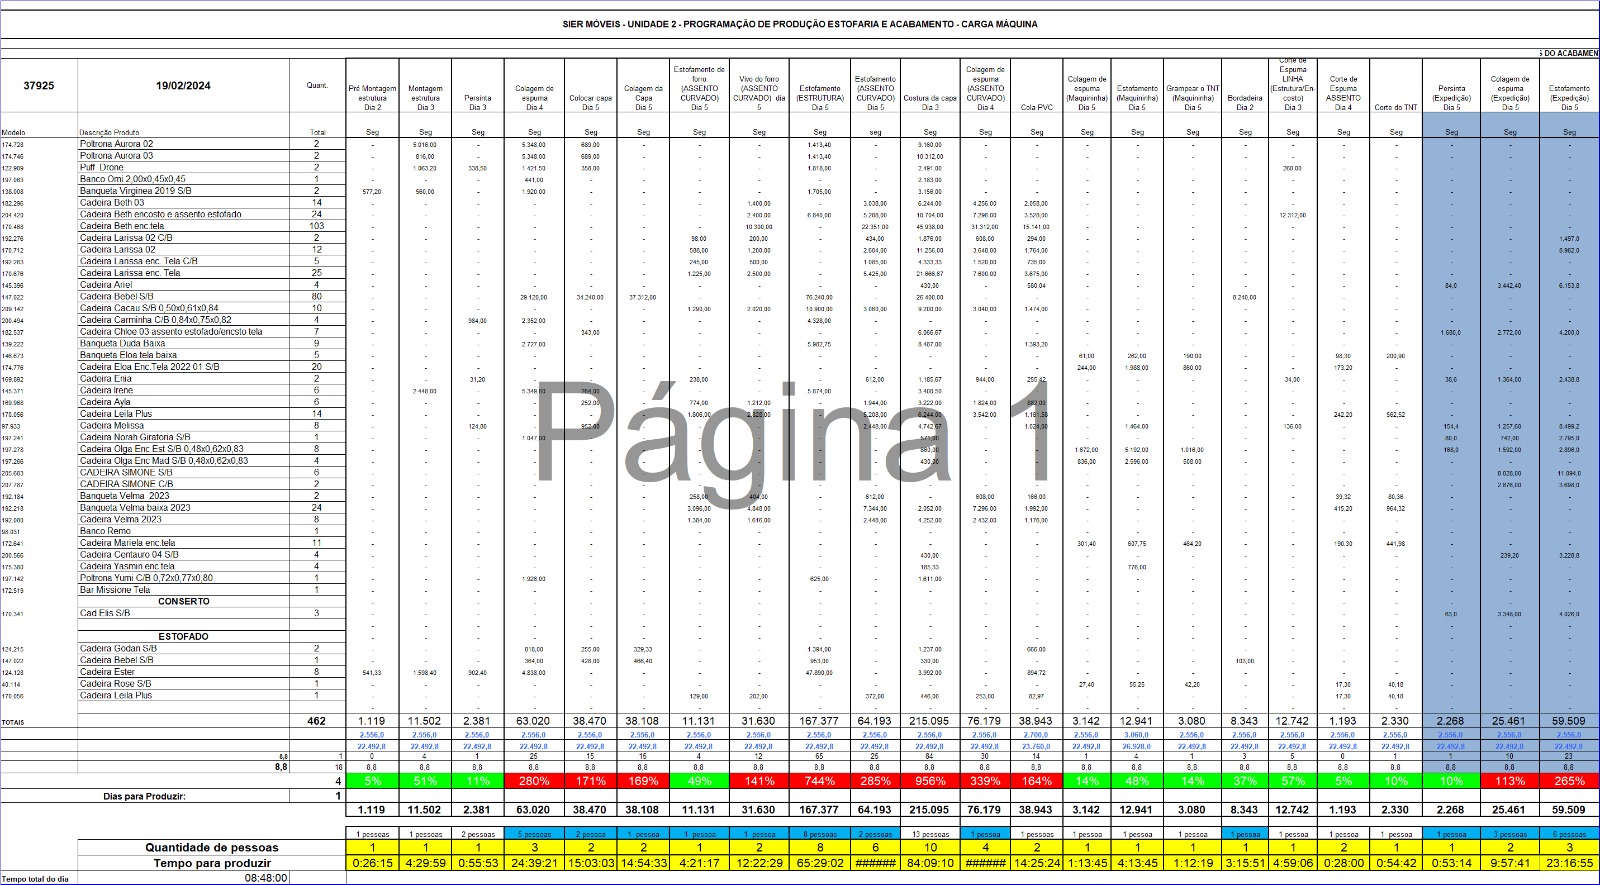 SIER MÓVEIS - UNIDADE 2 - PROGRAMAÇÃO DE PRODUÇÃO ESTOFARIA E ACABAMENTO - CARGA MÁQUINA
S DO ACABAMEN
37925 19/02/2024 Quant.
Pré Montagem estrutura Dia 2
Montagem estrutura Dia 3
Persinta Dia 3
Colagem de espuma Dia 4
Colocar capa Dia 5
Colagem da Capa Dia 5
Estofamento de forro (ASSENTO CURVADO) Dia 5
Vivo do forro (ASSENTO CURVADO) dia 5
Estofamento (ESTRUTURA) Dia 5
Estofamento (ASSENTO CURVADO) Dia 5
Costura da capa Dia 3
Colagem de espuma (ASSENTO CURVADO) Dia 4
Cola PVC
Colagem de espuma (Maquininha) Dia 5
Estofamento (Maquininha) Dia 5
Grampear o TNT (Maquininha) Dia 5
Bordadeira Dia 2
Corte de Espuma LINHA (Estrutura/En-costo) Dia 3
Corte de Espuma ASSENTO Dia 4
Corte do TNT
Persinta (Expedição) Dia 5
Colagem de espuma (Expedição) Dia 5
Estofamento (Expedição) Dia 5
Modelo Descrição Produto Total Seg Seg Seg Seg Seg Seg Seg Seg Seg seg Seg Seg Seg Seg Seg Seg Seg Seg Seg Seg Seg Seg Seg
174.728 Poltrona Aurora 02 2 5.016,00 5.348,00 689,00 1.413,40 9.160,00
174.746 Poltrona Aurora 03 2 816,00 5.348,00 689,00 1.413,40 10.312,00
122.909 Puff Drone 2 1.063,20 338,50 1.421,50 358,00 1.818,00 2.491,00 260,00
197.063 Banco Omi 2,00x0,45x0,45 1 441,00 2.183,00
138.008 Banqueta Virginea 2019 S/B 2 577,20 560,00 1.920,00 1.705,00 3.156,00
182.296 Cadeira Beth 03 14 1.400,00 3.038,00 6.244,00 4.256,00 2.058,00
204.420 Cadeira Beth encosto e assento estofado 24 2.400,00 6.840,00 5.208,00 10.704,00 7.296,00 3.528,00 12.312,00
170.488 Cadeira Beth enc.tela 103 10.300,00 22.351,00 45.938,00 31.312,00 15.141,00
192.276 Cadeira Larissa 02 C/B 2 98,00 200,00 434,00 1.876,00 608,00 294,00 1.497,0
170.712 Cadeira Larissa 02 12 588,00 1.200,00 2.604,00 11.256,00 3.648,00 1.764,00 8.982,0
192.263 Cadeira Larissa enc. Tela C/B 5 245,00 500,00 1.085,00 4.333,33 1.520,00 735,00
170.676 Cadeira Larissa enc. Tela 25 1.225,00 2.500,00 5.425,00 21.666,67 7.600,00 3.675,00
145.396 Cadeira Ariel 4 430,00 580,04 84,0 3.442,40 6.153,8
147.022 Cadeira Bebel S/B 80 29.120,00 34.240,00 37.312,00 76.240,00 26.400,00 8.240,00
209.142 Cadeira Cacau S/B 0,50x0,61x0,84 10 1.290,00 2.020,00 10.900,00 3.060,00 9.200,00 3.040,00 1.474,00
200.494 Cadeira Carminha C/B 0,84x0,75x0,82 4 984,00 2.352,00 4.328,00
182.537 Cadeira Chloe 03 assento estofado/encsto tela 7 343,00 6.066,67 1.680,0 2.772,00 4.200,0
139.222 Banqueta Duda Baixa 9 2.727,00 5.982,75 8.487,00 1.393,20
146.673 Banqueta Eloa tela baixa 5 61,00 262,00 190,00 98,30 200,90
174.776 Cadeira Eloa Enc.Tela 2022 01 S/B 20 244,00 1.988,00 860,00 173,20
169.892 Cadeira Enia 2 31,20 238,00 612,00 1.185,67 944,00 255,42 34,00 38,6 1.364,00 2.438,8
145.371 Cadeira Irene 6 2.448,00 5.349,60 264,00 5.874,00 3.400,50
169.968 Cadeira Ayla 6 252,00 774,00 1.212,00 1.944,00 3.222,00 1.824,00 882,00
170.056 Cadeira Leila Plus 14 1.806,00 2.828,00 5.208,00 6.244,00 3.542,00 1.161,58 242,20 562,52
97.933 Cadeira Melissa 8 124,80 952,00 2.448,00 4.742,67 1.024,00 1.464,00 136,00 154,4 1.257,60 8.499,2
197.241 Cadeira Norah Giratoria S/B 1 1.047,00 571,00 80,0 742,00 2.795,0
197.278 Cadeira Olga Enc Est S/B 0,48x0,62x0,83 8 880,00 1.672,00 5.192,00 1.016,00 168,0 1.592,00 2.896,0
197.266 Cadeira Olga Enc Mad S/B 0,48x0,62x0,83 4 430,00 836,00 2.596,00 508,00
205.683 CADEIRA SIMONE S/B 6 8.028,00 11.094,0
207.787 CADEIRA SIMONE C/B 2 2.676,00 3.698,0
192.184 Banqueta Velma 2023 2 258,00 404,00 612,00 608,00 166,00 39,32 80,36
192.218 Banqueta Velma baixa 2023 24 3.096,00 4.848,00 7.344,00 2.052,00 7.296,00 1.992,00 415,20 964,32
192.080 Cadeira Velma 2023 8 1.384,00 1.616,00 2.448,00 4.252,00 2.432,00 1.176,00
98.031 Banco Remo 1
172.641 Cadeira Mariela enc.tela 11 301,40 607,75 464,20 190,30 441,98
200.566 Cadeira Centauro 04 S/B 4 430,00 239,20 3.228,8
175.380 Cadeira Yasmin enc.tela 4 185,33 776,00
197.142 Poltrona Yumi C/B 0,72x0,77x0,80 1 1.926,00 625,00 1.611,00
172.519 Bar Missione Tela 1
CONSERTO
170.341 Cad Elis S/B 3 63,0 3.348,00 4.026,0
ESTOFADO
124.215 Cadeira Godan S/B 2 818,00 255,00 329,33 1.394,00 1.237,00 666,00
147.022 Cadeira Bebel S/B 1 364,00 428,00 466,40 953,00 330,00 103,00
124.128 Cadeira Ester 8 541,33 1.598,40 902,40 4.838,00 47.890,00 3.992,00 894,72
40.114 Cadeira Rose S/B 1 27,40 55,25 42,20 17,30 40,18
170.056 Cadeira Leila Plus 1 129,00 202,00 372,00 446,00 253,00 82,97 17,30 40,18
TOTAIS 462 1.119 11.502 2.381 63.020 38.470 38.108 11.131 31.630 167.377 64.193 215.095 76.179 38.943 3.142 12.941 3.080 8.343 12.742 1.193 2.330 2.268 25.461 59.509
2.556,0 2.556,0 2.556,0 2.556,0 2.556,0 2.556,0 2.556,0 2.556,0 2.556,0 2.556,0 2.556,0 2.556,0 2.700,0 2.556,0 3.060,0 2.556,0 2.556,0 2.556,0 2.556,0 2.556,0 2.556,0 2.556,0 2.556,0
22.492,8 22.492,8 22.492,8 22.492,8 22.492,8 22.492,8 22.492,8 22.492,8 22.492,8 22.492,8 22.492,8 22.492,8 23.760,0 22.492,8 26.928,0 22.492,8 22.492,8 22.492,8 22.492,8 22.492,8 22.492,8 22.492,8 22.492,8
8,8 1 0 4 1 25 15 15 4 12 65 25 84 30 14 1 5 1 3 5 0 1 1 10 23
8,8 18 8,8 8,8 8,8 8,8 8,8 8,8 8,8 8,8 8,8 8,8 8,8 8,8 8,8 8,8 8,8 8,8 8,8 8,8 8,8 8,8 8,8 8,8 8,8
4 5% 51% 11% 280% 171% 169% 49% 141% 744% 285% 956% 339% 164% 14% 48% 14% 37% 57% 5% 10% 10% 113% 265%
Dias para Produzir: 1
1.119 11.502 2.381 63.020 38.470 38.108 11.131 31.630 167.377 64.193 215.095 76.179 38.943 3.142 12.941 3.080 8.343 12.742 1.193 2.330 2.268 25.461 59.509
1 pessoas 1 pessoas 2 pessoas 5 pessoas 2 pessoas 1 pessoas 1 pessoas 1 pessoas 8 pessoas 2 pessoas 13 pessoas 1 pessoas 1 pessoas 1 pessoas 1 pessoas 1 pessoas 1 pessoas 1 pessoas 1 pessoas 1 pessoas 1 pessoas 3 pessoas 6 pessoas
Quantidade de pessoas 1 1 1 3 2 2 1 2 8 6 10 4 2 1 1 1 1 1 1 1 1 2 3
Tempo para produzir 0:26:15 4:29:59 0:55:53 24:39:21 15:03:03 14:54:33 4:21:17 12:22:29 65:29:02 ###### 84:09:10 ###### 14:25:24 1:13:45 4:13:45 1:12:19 3:15:51 4:59:06 0:28:00 0:54:42 0:53:14 9:57:41 23:16:55
Tempo total do dia 08:48:00
Página 1